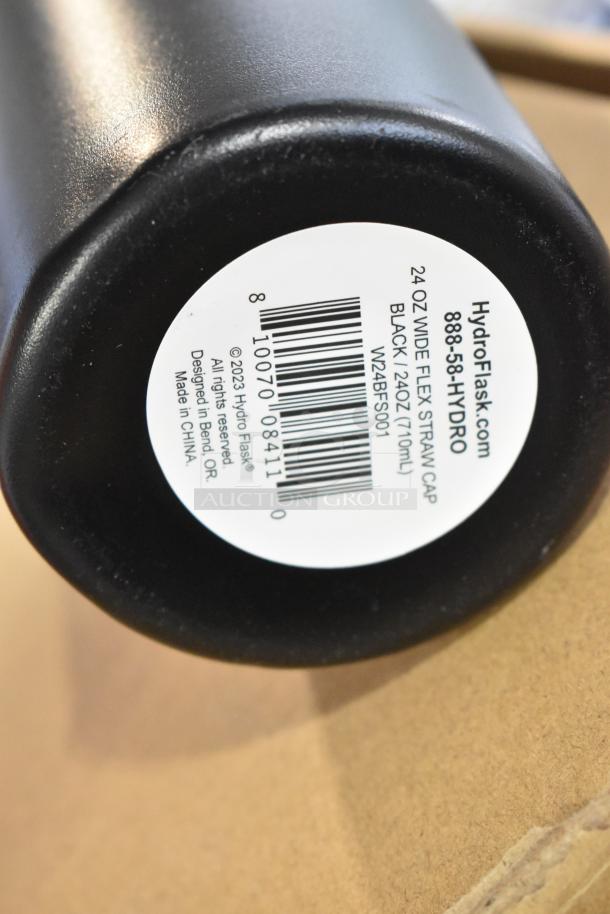 HydroFlask.com
888-58-HYDRO
24 OZ WIDE FLEX STRAW CAP
BLACK / 24OZ (710mL)
W24BFS001
8 10070 08411 0
© 2023 Hydro Flask®
All rights reserved.
Designed in Bend, OR.
Made in CHINA.
AUCTION GROUP